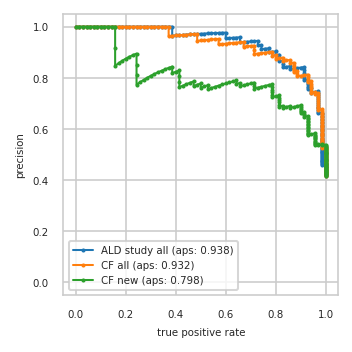 1.0
0.8
0.6
0.4
0.2
0.0
precision
ALD study all (aps: 0.938)
CF all (aps: 0.932)
CF new (aps: 0.798)
0.0 0.2 0.4 0.6 0.8 1.0
true positive rate